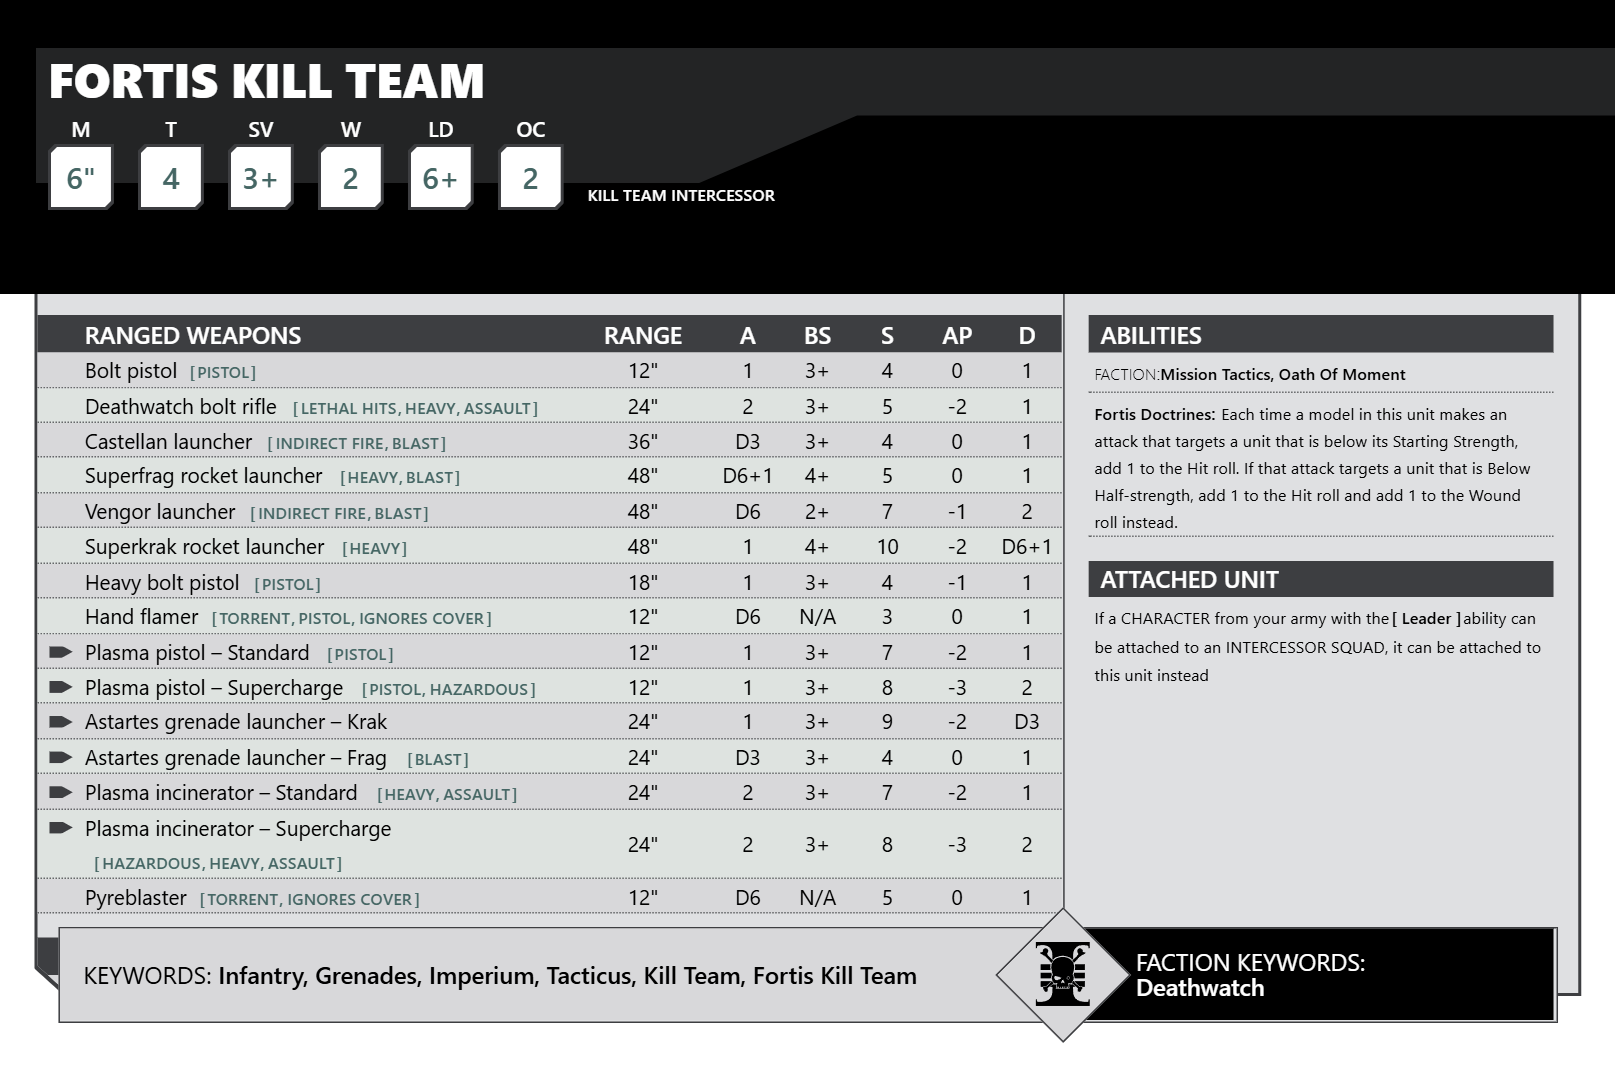 FORTIS KILL TEAM
M T SV W LD OC
6" 4 3+ 2 6+ 2
KILL TEAM INTERCESSOR
RANGED WEAPONS RANGE A BS S AP D
Bolt pistol [PISTOL] 12" 1 3+ 4 0 1
Deathwatch bolt rifle [LETHAL HITS, HEAVY, ASSAULT] 24" 2 3+ 5 -2 1
Castellan launcher [INDIRECT FIRE, BLAST] 36" D3 3+ 4 0 1
Superfrag rocket launcher [HEAVY, BLAST] 48" D6+1 4+ 5 0 1
Vengor launcher [INDIRECT FIRE, BLAST] 48" D6 2+ 7 -1 2
Superkrak rocket launcher [HEAVY] 48" 1 4+ 10 -2 D6+1
Heavy bolt pistol [PISTOL] 18" 1 3+ 4 -1 1
Hand flamer [TORRENT, PISTOL, IGNORES COVER] 12" D6 N/A 3 0 1
Plasma pistol – Standard [PISTOL] 12" 1 3+ 7 -2 1
Plasma pistol – Supercharge [PISTOL, HAZARDOUS] 12" 1 3+ 8 -3 2
Astartes grenade launcher – Krak 24" 1 3+ 9 -2 D3
Astartes grenade launcher – Frag [BLAST] 24" D3 3+ 4 0 1
Plasma incinerator – Standard [HEAVY, ASSAULT] 24" 2 3+ 7 -2 1
Plasma incinerator – Supercharge
[HAZARDOUS, HEAVY, ASSAULT] 24" 2 3+ 8 -3 2
Pyreblaster [TORRENT, IGNORES COVER] 12" D6 N/A 5 0 1
ABILITIES
FACTION:Mission Tactics, Oath Of Moment
Fortis Doctrines: Each time a model in this unit makes an
attack that targets a unit that is below its Starting Strength,
add 1 to the Hit roll. If that attack targets a unit that is Below
Half-strength, add 1 to the Hit roll and add 1 to the Wound
roll instead.
ATTACHED UNIT
If a CHARACTER from your army with the [ Leader ] ability can
be attached to an INTERCESSOR SQUAD, it can be attached to
this unit instead
KEYWORDS: Infantry, Grenades, Imperium, Tacticus, Kill Team, Fortis Kill Team
FACTION KEYWORDS:
Deathwatch